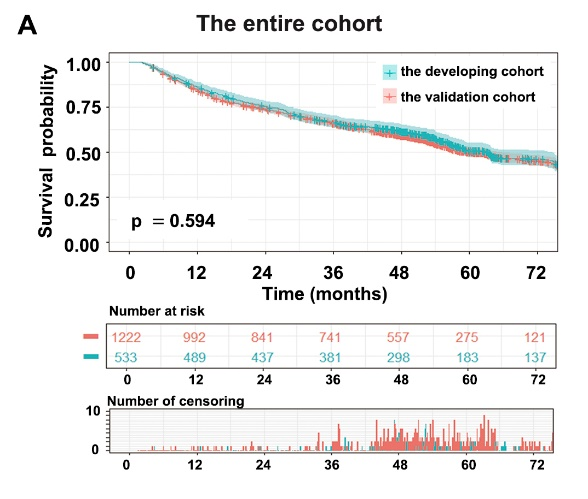 A
The entire cohort
Survival probability
1.00
0.75
0.50
0.25
0.00
the developing cohort
the validation cohort
p = 0.594
0 12 24 36 48 60 72
Time (months)
Number at risk
1222 992 841 741 557 275 121
533 489 437 381 298 183 137
0 12 24 36 48 60 72
Number of censoring
10
0
0 12 24 36 48 60 72